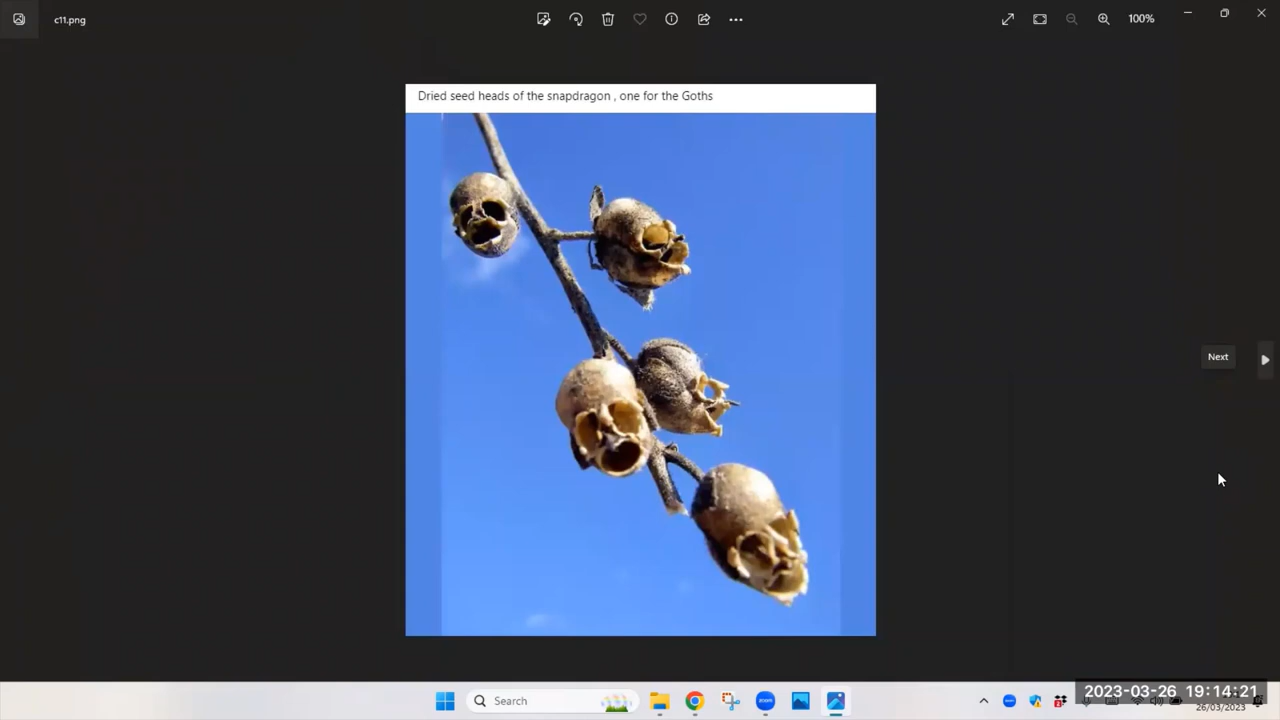 c11.png
100%
Dried seed heads of the snapdragon , one for the Goths
Next
Search
2023-03-26 19:14:21
26/03/2023